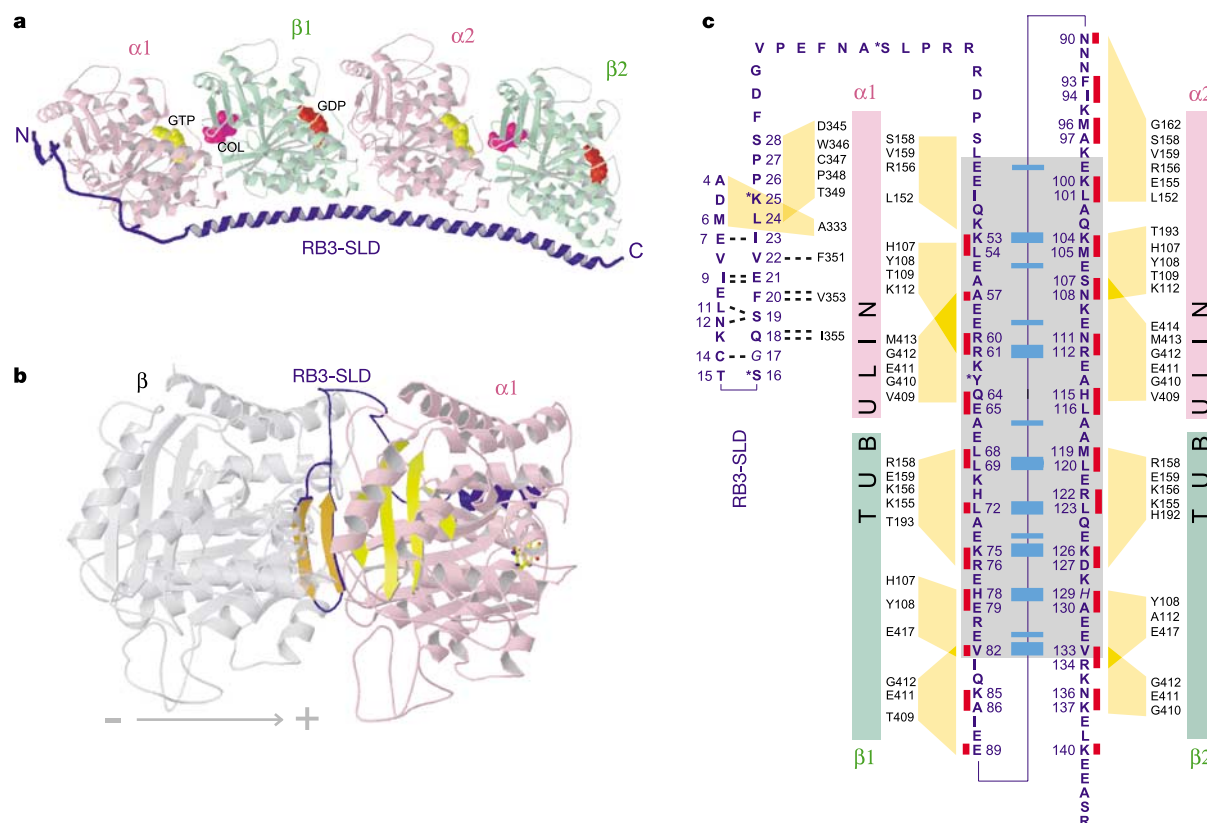 a
α1
β1
α2
β2
N
GTP
COL
GDP
RB3-SLD
C
b
β
RB3-SLD
α1
–
+
c
V P E F N A *S L P R R
G
D
F
S 28
P 27
P 26
*K 25
L 24
I 23
V 22
E 21
F 20
S 19
Q 18
G 17
*S 16
4 A
D
6 M
7 E
V
9 I
E
11 L
12 N
K
14 C
15 T
RB3-SLD
D345
W346
C347
P348
T349
A333
F351
V353
I355
α1
TUBULIN
β1
S158
V159
R156
L152
H107
Y108
T109
K112
M413
G412
E411
G410
V409
R158
E159
K156
K155
T193
H107
Y108
E417
G412
E411
T409
R
D
P
S
L
E
E
I
Q
K
K 53
L 54
E
A
A 57
E
E
R 60
R 61
K
*Y
Q 64
E 65
A
E
L 68
L 69
K
H
L 72
A
E
K 75
R 76
E
H 78
E 79
R
E
V 82
I
Q
K 85
A 86
I
E
E 89
90 N
N
N
93 F
94 I
K
96 M
97 A
K
E
100 K
101 L
A
Q
104 K
105 M
E
107 S
108 N
K
E
111 N
112 R
E
A
115 H
116 L
A
A
119 M
120 L
E
122 R
123 L
Q
E
126 K
127 D
K
129 H
130 A
E
E
133 V
134 R
K
136 N
137 K
E
L
140 K
E
E
A
S
R
G162
S158
V159
R156
E155
L152
T193
H107
Y108
T109
K112
E414
M413
G412
E411
G410
V409
R158
E159
K156
K155
H192
Y108
A112
E417
G412
E411
G410
α2
TUBULIN
β2